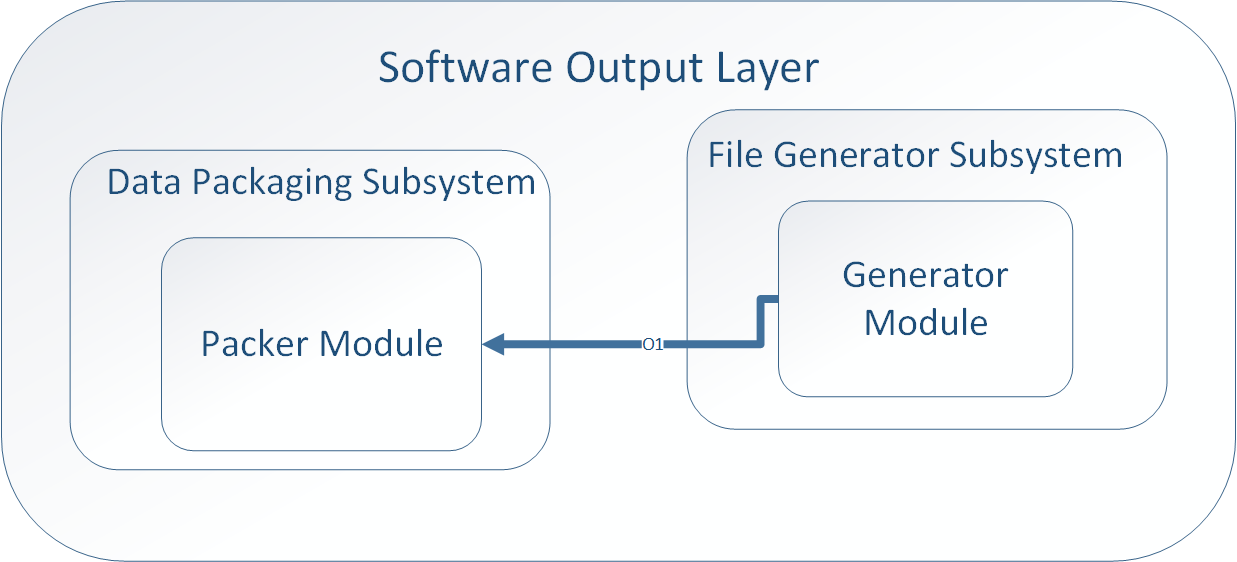 Software Output Layer
Data Packaging Subsystem
Packer Module
O1
File Generator Subsystem
Generator
Module